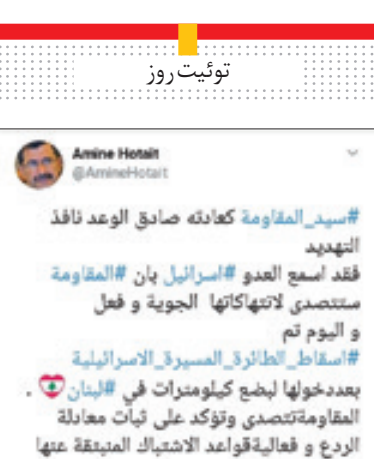 توئیت روز
Amine Hotait
@AmineHotait
#سيد_المقاومة كعادته صادق الوعد نافذ
التهديد
فقد اسمع العدو #اسرائيل بان #المقاومة
ستتصدى لانتهاكاتها الجوية و فعل
و اليوم تم
#اسقاط_الطائرة_المسيرة_الاسرائيلية
بعددخولها لبضع كيلومترات في #لبنان .
المقاومةتتصدى وتؤكد على ثبات معادلة
الردع و فعاليةقواعد الاشتباك المنبثقة عنها